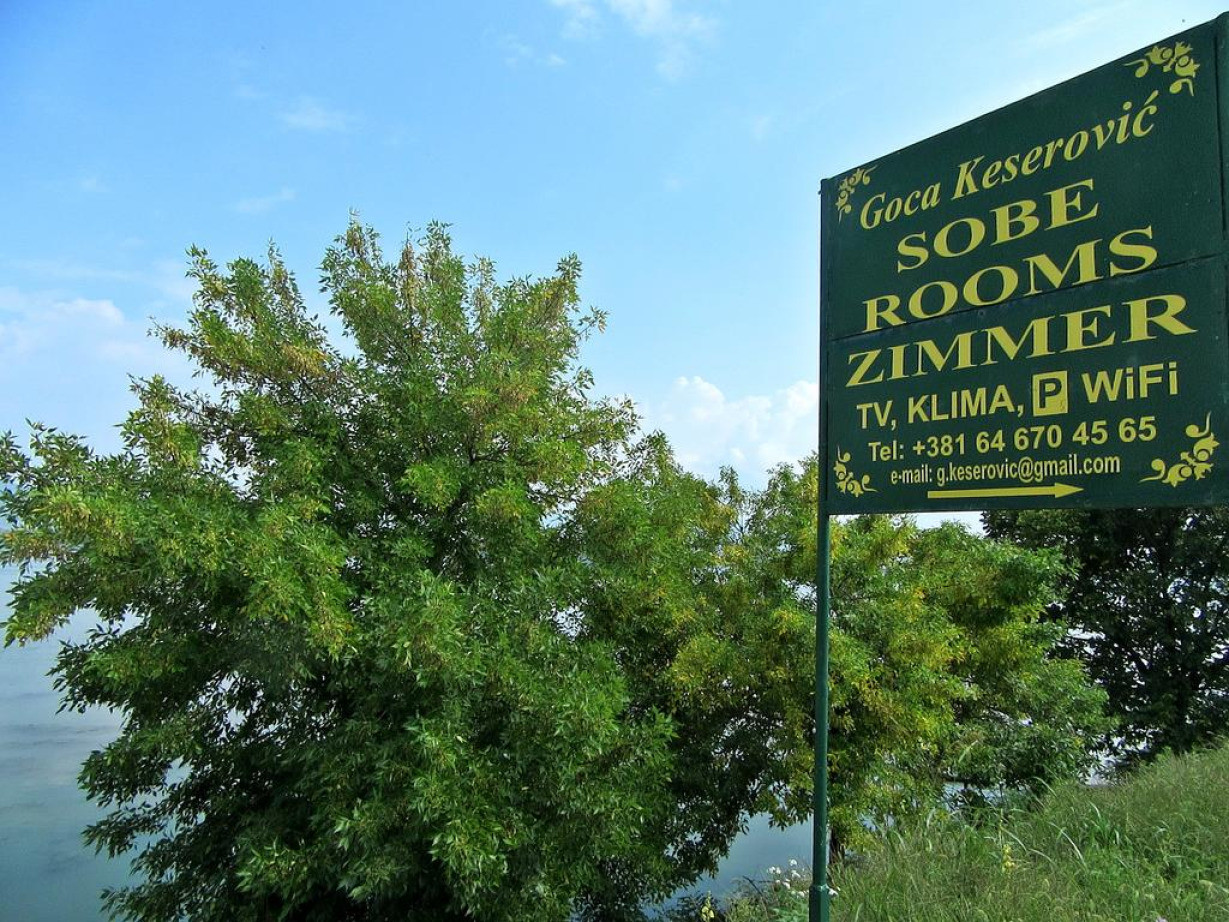 Goca Keserović
SOBE
ROOMS
ZIMMER
TV, KLIMA, P WiFi
Tel: +381 64 670 45 65
e-mail: g.keserovic@gmail.com